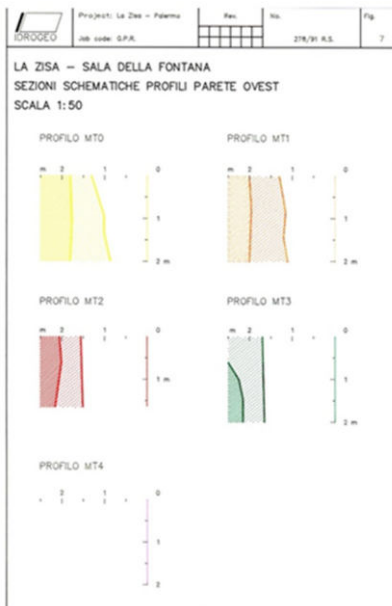 IDROGEO
Project: La Zisa – Palermo
Job code: G.P.R.
Rev.
No.
278/91 R.S.
Fig.
7
LA ZISA – SALA DELLA FONTANA
SEZIONI SCHEMATICHE PROFILI PARETE OVEST
SCALA 1:50
PROFILO MT0
m 2 1 0
1
2 m
PROFILO MT1
m 2 1 0
1
2 m
PROFILO MT2
m 2 1 0
1 m
PROFILO MT3
m 2 1 0
1
2 m
PROFILO MT4
2 1 0
1
2